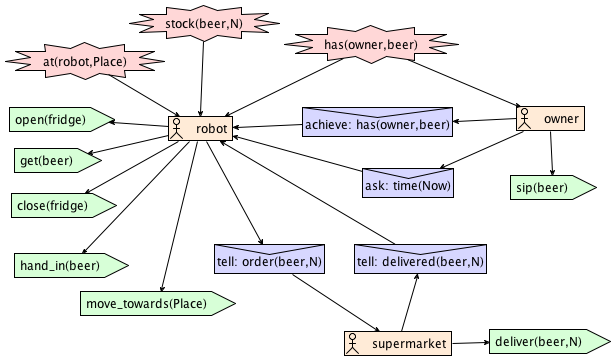 stock(beer,N)
has(owner,beer)
at(robot,Place)
open(fridge)
robot
achieve: has(owner,beer)
owner
get(beer)
ask: time(Now)
sip(beer)
close(fridge)
hand_in(beer)
tell: order(beer,N)
tell: delivered(beer,N)
move_towards(Place)
supermarket
deliver(beer,N)